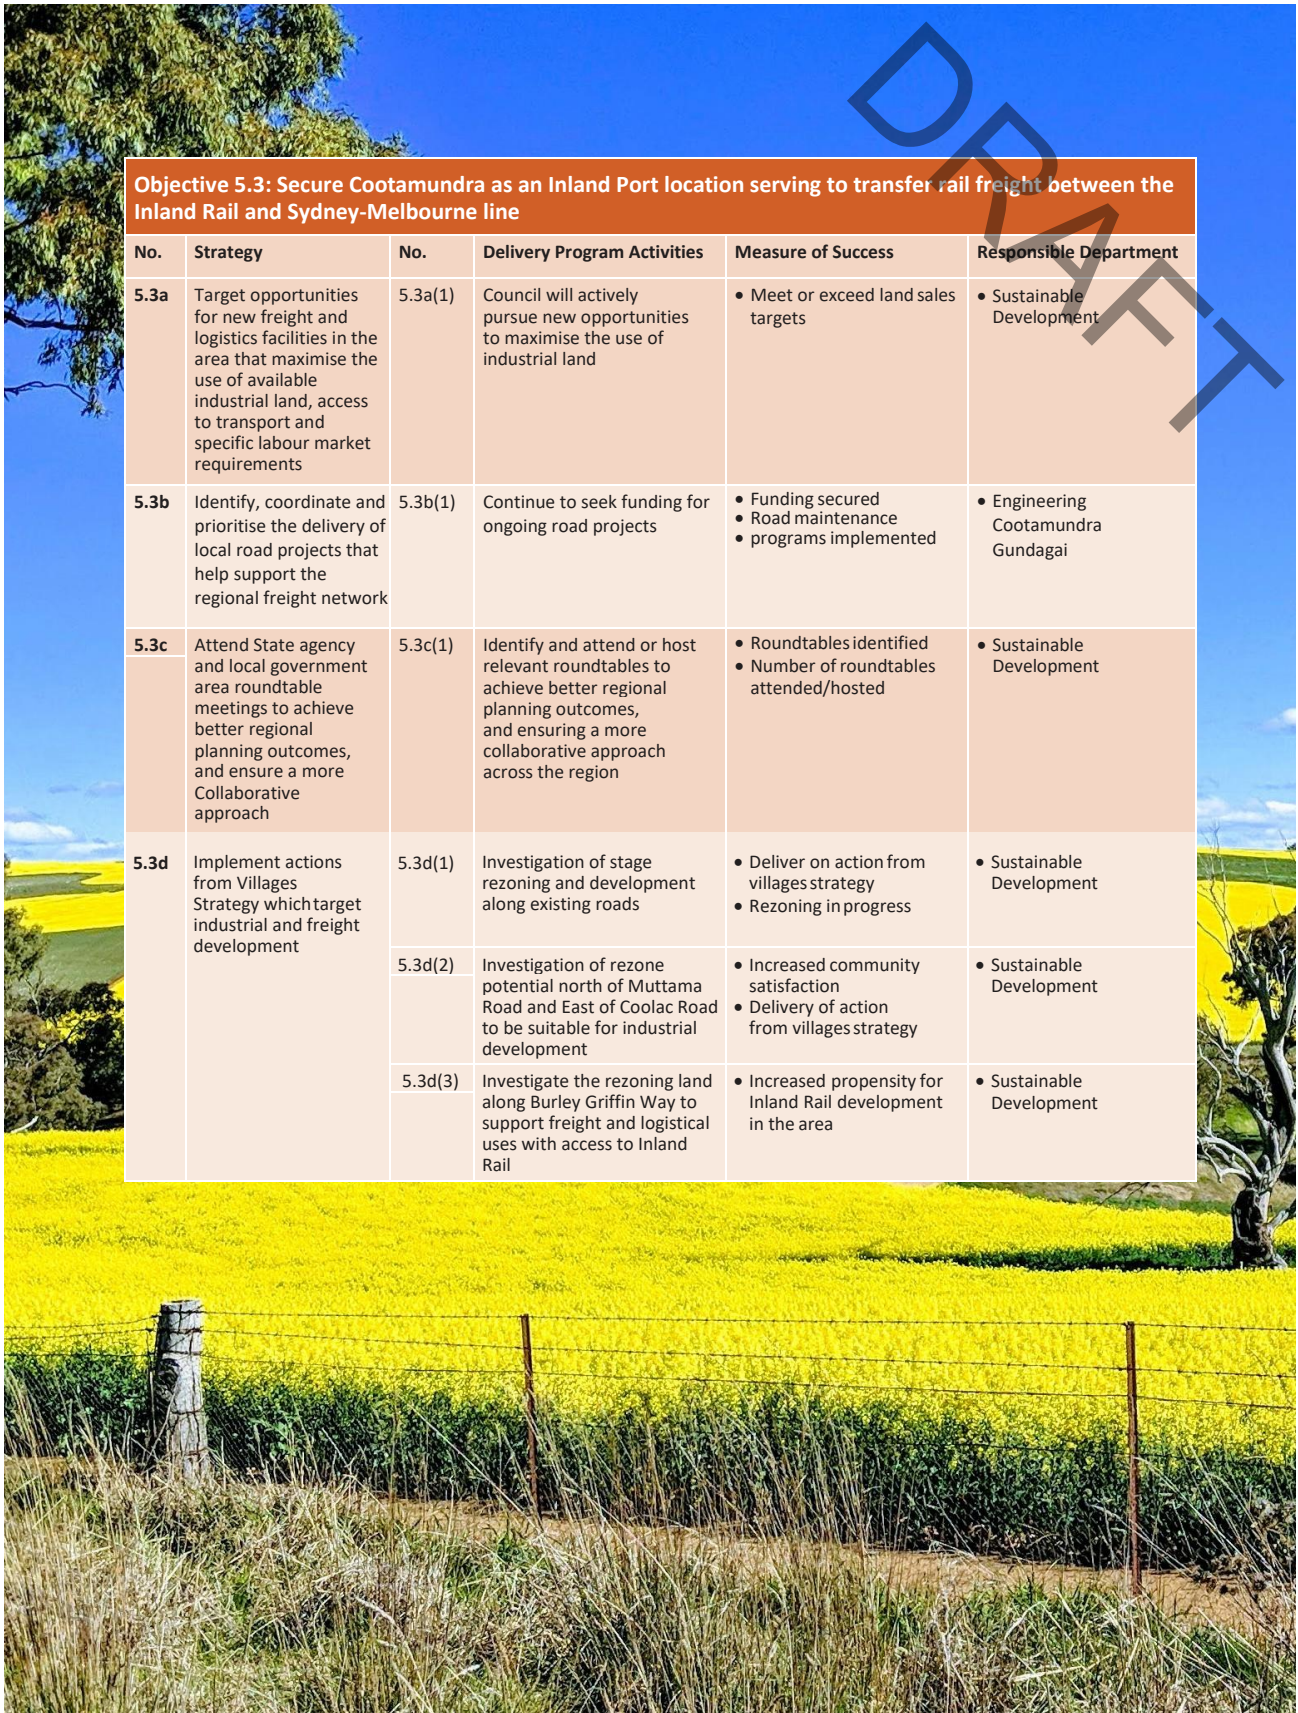 DRAFT
Objective 5.3: Secure Cootamundra as an Inland Port location serving to transfer rail freight between the
Inland Rail and Sydney-Melbourne line
No.
Strategy
No.
Delivery Program Activities
Measure of Success
Responsible Department
5.3a
Target opportunities
for new freight and
logistics facilities in the
area that maximise the
use of available
industrial land, access
to transport and
specific labour market
requirements
5.3a(1)
Council will actively
pursue new opportunities
to maximise the use of
industrial land
• Meet or exceed land sales
targets
• Sustainable
Development
5.3b
Identify, coordinate and
prioritise the delivery of
local road projects that
help support the
regional freight network
5.3b(1)
Continue to seek funding for
ongoing road projects
• Funding secured
• Road maintenance
• programs implemented
• Engineering
Cootamundra
Gundagai
5.3c
Attend State agency
and local government
area roundtable
meetings to achieve
better regional
planning outcomes,
and ensure a more
Collaborative
approach
5.3c(1)
Identify and attend or host
relevant roundtables to
achieve better regional
planning outcomes,
and ensuring a more
collaborative approach
across the region
• Roundtables identified
• Number of roundtables
attended/hosted
• Sustainable
Development
5.3d
Implement actions
from Villages
Strategy which target
industrial and freight
development
5.3d(1)
Investigation of stage
rezoning and development
along existing roads
• Deliver on action from
villages strategy
• Rezoning in progress
• Sustainable
Development
5.3d(2)
Investigation of rezone
potential north of Muttama
Road and East of Coolac Road
to be suitable for industrial
development
• Increased community
satisfaction
• Delivery of action
from villages strategy
• Sustainable
Development
5.3d(3)
Investigate the rezoning land
along Burley Griffin Way to
support freight and logistical
uses with access to Inland
Rail
• Increased propensity for
Inland Rail development
in the area
• Sustainable
Development